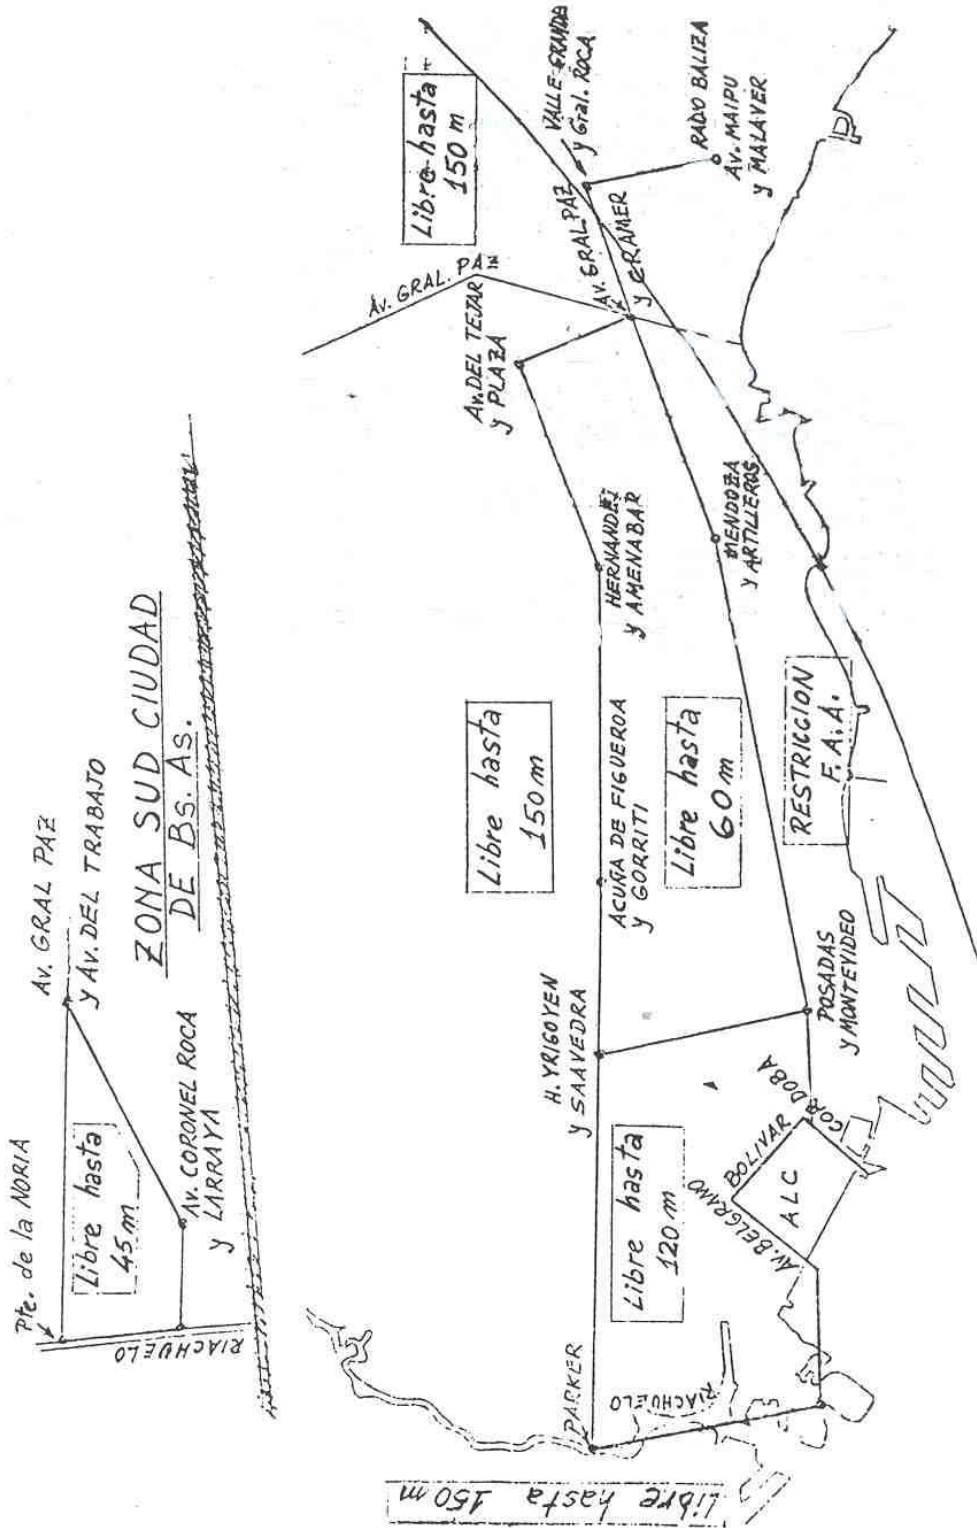 Pte. de la NORIA
Av. GRAL PAZ
y AV. DEL TRABAJO
Libre hasta
45 m
RIACHUELO
Av. CORONEL ROCA
y LARRAYA
ZONA SUD CIUDAD
DE Bs. As.
Libre hasta
150 m
Av. GRAL. PAZ
VALLE GRANDE
y Gral. ROCA
RADIO BALIZA
Av. MAIPU
y MALAVER
Av. GRAL. PAZ
y CRAMER
Av. DEL TEJAR
y PLAZA
HERNANDEZ
y AMENABAR
MENDOZA
y ARTILLEROS
Libre hasta
150 m
ACUÑA DE FIGUEROA
y GORRITI
Libre hasta
60 m
RESTRICCION
F. A. A.
H. YRIGOYEN
y SAAVEDRA
POSADAS
y MONTEVIDEO
Libre hasta
120 m
CORDOBA
BOLIVAR
AV. BELGRANO
ALC
PARKER
RIACHUELO
Libre hasta 150 m